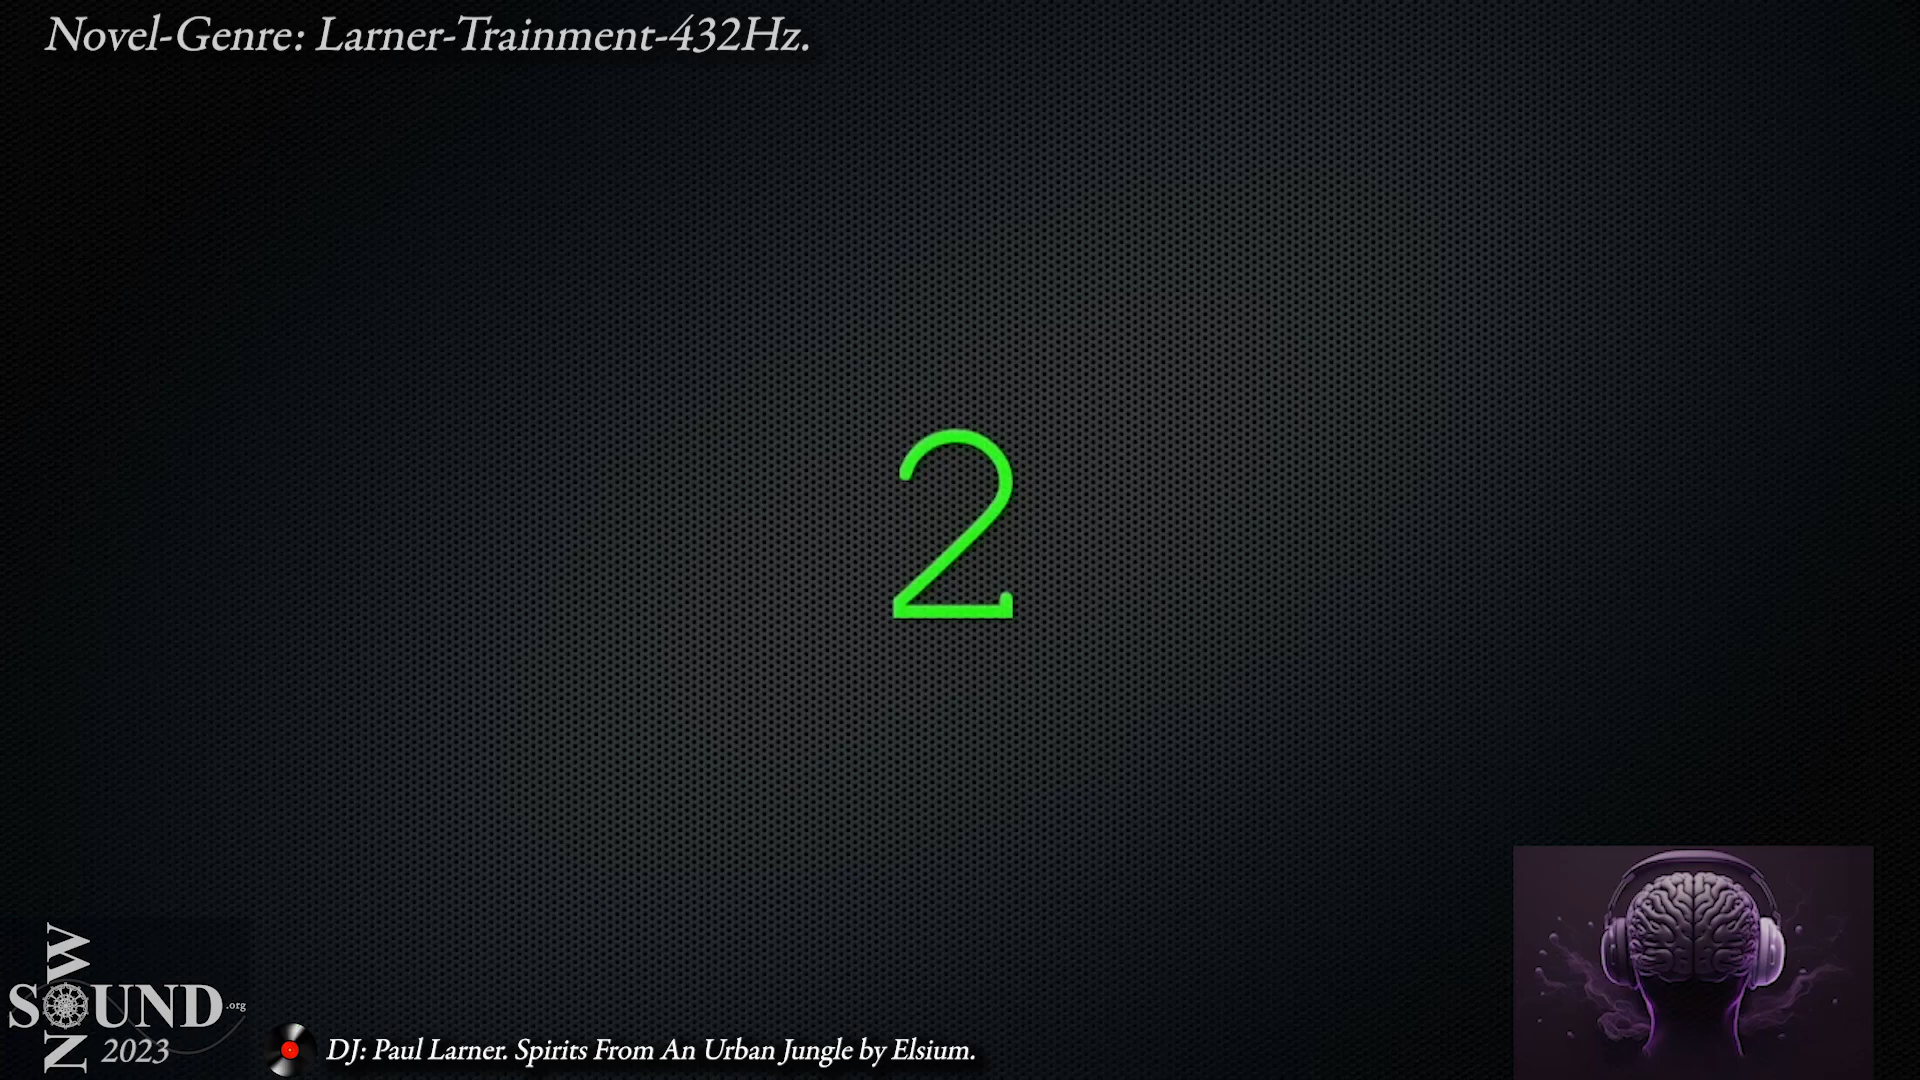 Novel-Genre: Larner-Trainment-432Hz.
2
WOZ
SOUND.org
2023
DJ: Paul Larner. Spirits From An Urban Jungle by Elsium.